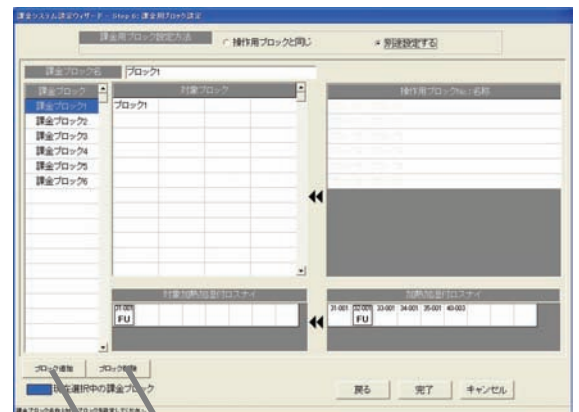 課金システム設定ウィザード - Step 6: 課金用ブロック設定
課金用ブロック設定方法
操作用ブロックと同じ
別途設定する
課金ブロック名
ブロック1
課金ブロック
対象ブロック
操作用ブロックNo.:名称
課金ブロック1
ブロック1
課金ブロック2
課金ブロック3
課金ブロック4
課金ブロック5
課金ブロック6
対象加熱加湿付ロスナイ
加熱加湿付ロスナイ
31-001
FU
31-001 32-001 33-001 34-001 35-001 40-003
FU
ブロック追加
ブロック削除
現在選択中の課金ブロック
戻る
完了
キャンセル